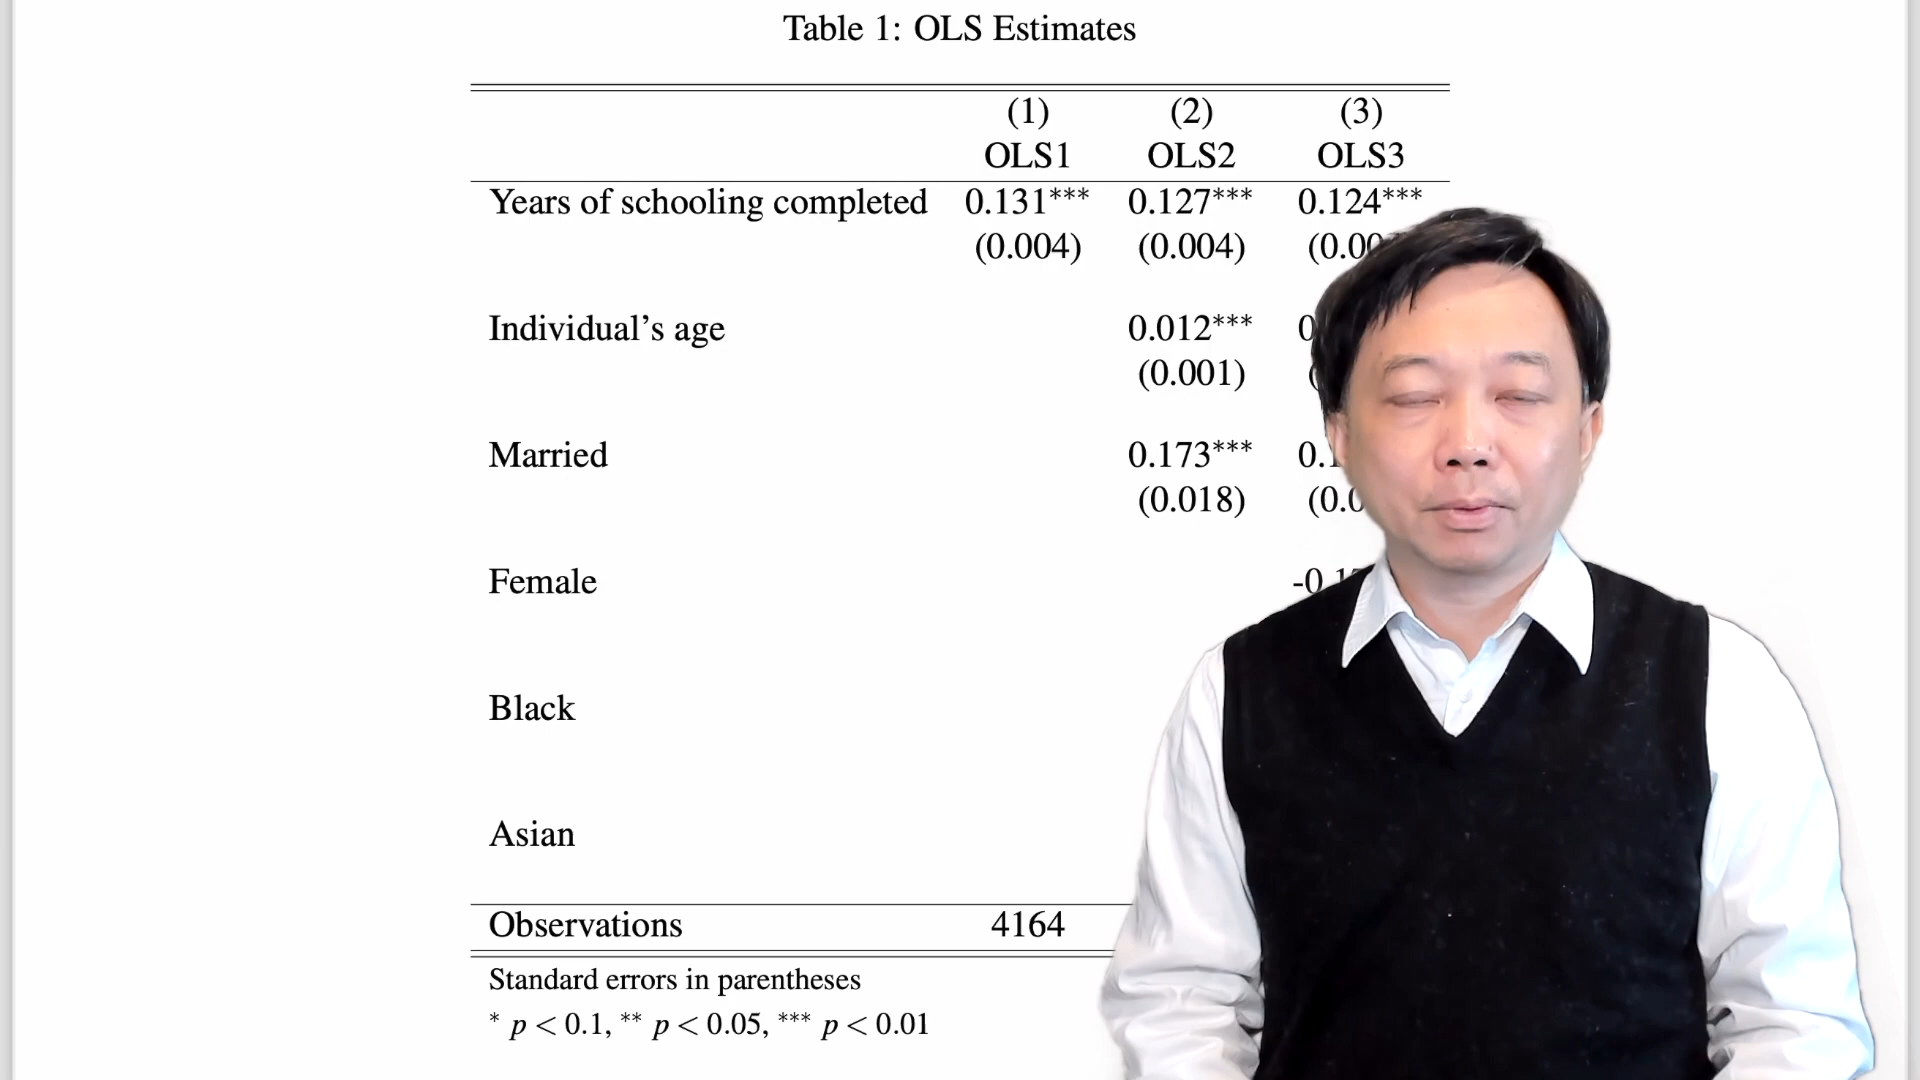 Table 1: OLS Estimates
(1) (2) (3)
OLS1 OLS2 OLS3
Years of schooling completed 0.131*** 0.127*** 0.124***
(0.004) (0.004)
Individual’s age 0.012***
(0.001)
Married 0.173***
(0.018)
Female
Black
Asian
Observations 4164
Standard errors in parentheses
* p < 0.1, ** p < 0.05, *** p < 0.01